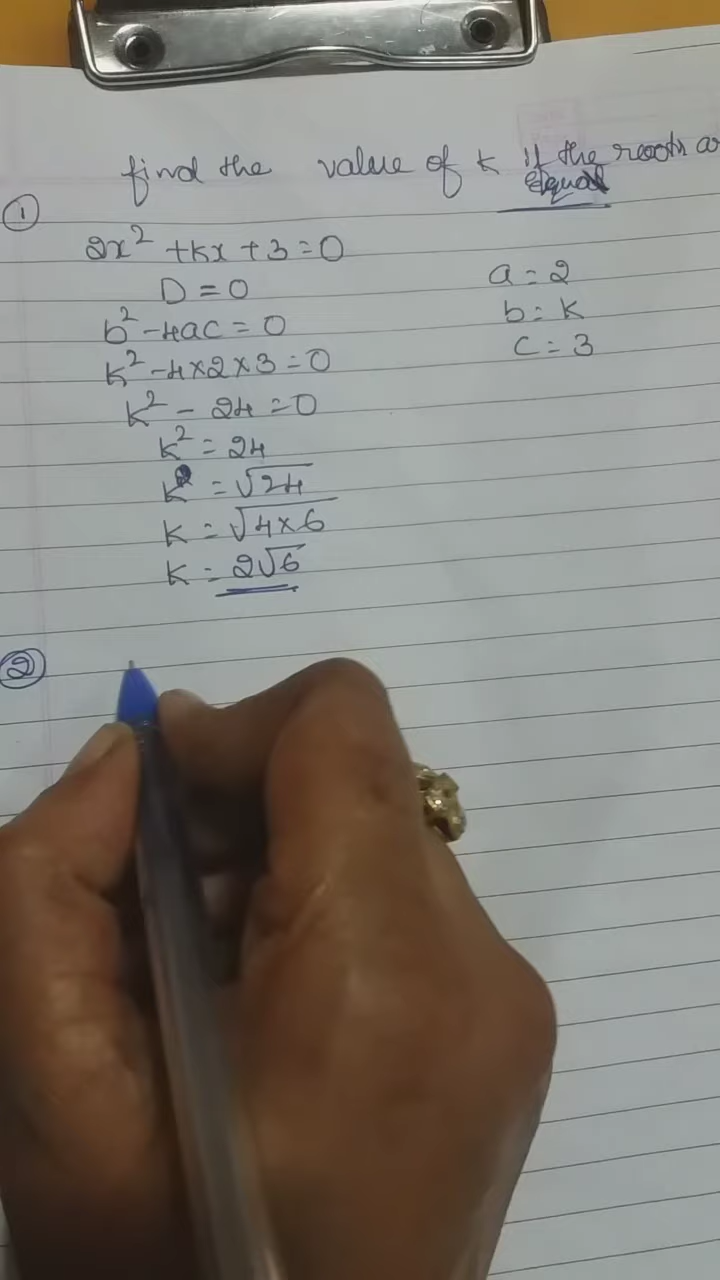 find the value of k if the roots ar
equal
①
2x² + kx + 3 = 0
D = 0
b² - 4ac = 0
k² - 4×2×3 = 0
k² - 24 = 0
k² = 24
k = √24
k = √4×6
k = 2√6
a = 2
b = k
c = 3
②